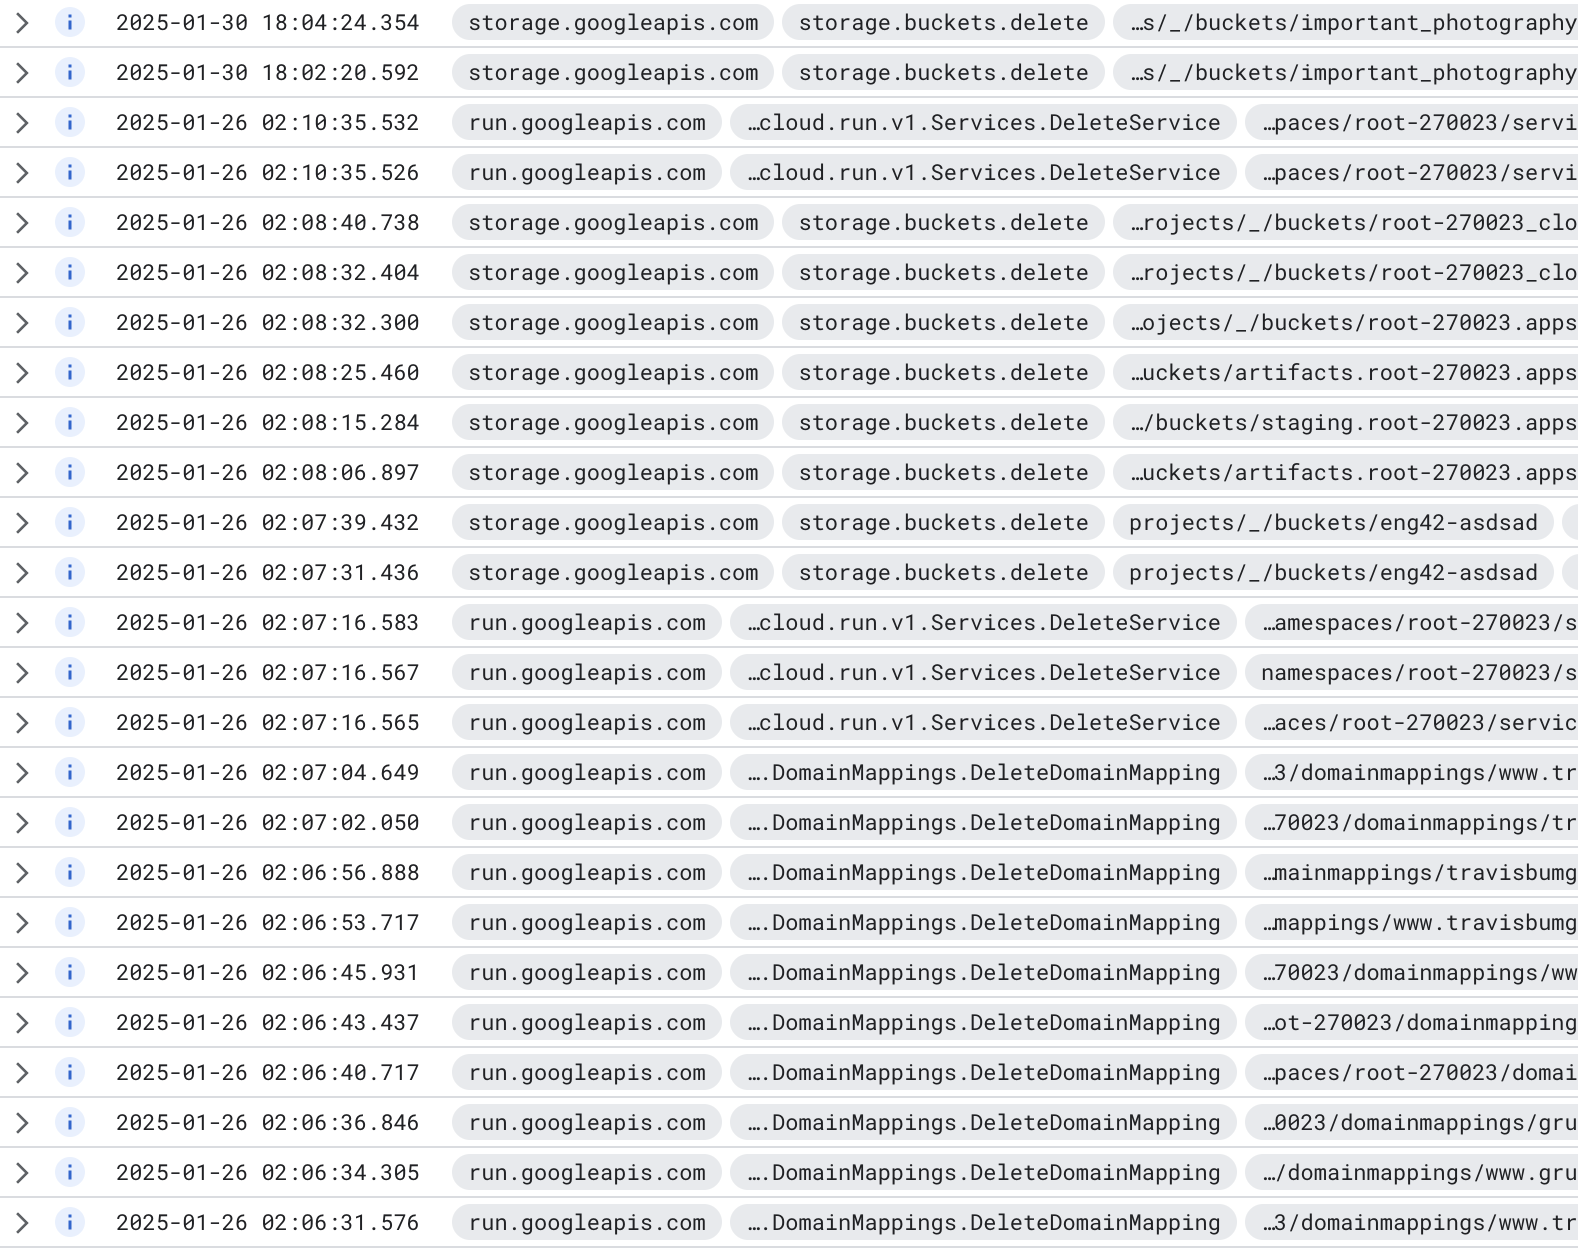 2025-01-30 18:04:24.354 storage.googleapis.com storage.buckets.delete …s/_/buckets/important_photography
2025-01-30 18:02:20.592 storage.googleapis.com storage.buckets.delete …s/_/buckets/important_photography
2025-01-26 02:10:35.532 run.googleapis.com …cloud.run.v1.Services.DeleteService …paces/root-270023/servi
2025-01-26 02:10:35.526 run.googleapis.com …cloud.run.v1.Services.DeleteService …paces/root-270023/servi
2025-01-26 02:08:40.738 storage.googleapis.com storage.buckets.delete …rojects/_/buckets/root-270023_clo
2025-01-26 02:08:32.404 storage.googleapis.com storage.buckets.delete …rojects/_/buckets/root-270023_clo
2025-01-26 02:08:32.300 storage.googleapis.com storage.buckets.delete …ojects/_/buckets/root-270023.apps
2025-01-26 02:08:25.460 storage.googleapis.com storage.buckets.delete …uckets/artifacts.root-270023.apps
2025-01-26 02:08:15.284 storage.googleapis.com storage.buckets.delete …/buckets/staging.root-270023.apps
2025-01-26 02:08:06.897 storage.googleapis.com storage.buckets.delete …uckets/artifacts.root-270023.apps
2025-01-26 02:07:39.432 storage.googleapis.com storage.buckets.delete projects/_/buckets/eng42-asdsad
2025-01-26 02:07:31.436 storage.googleapis.com storage.buckets.delete projects/_/buckets/eng42-asdsad
2025-01-26 02:07:16.583 run.googleapis.com …cloud.run.v1.Services.DeleteService …amespaces/root-270023/s
2025-01-26 02:07:16.567 run.googleapis.com …cloud.run.v1.Services.DeleteService namespaces/root-270023/s
2025-01-26 02:07:16.565 run.googleapis.com …cloud.run.v1.Services.DeleteService …aces/root-270023/servic
2025-01-26 02:07:04.649 run.googleapis.com ….DomainMappings.DeleteDomainMapping …3/domainmappings/www.tr
2025-01-26 02:07:02.050 run.googleapis.com ….DomainMappings.DeleteDomainMapping …70023/domainmappings/tr
2025-01-26 02:06:56.888 run.googleapis.com ….DomainMappings.DeleteDomainMapping …mainmappings/travisbumg
2025-01-26 02:06:53.717 run.googleapis.com ….DomainMappings.DeleteDomainMapping …mappings/www.travisbumg
2025-01-26 02:06:45.931 run.googleapis.com ….DomainMappings.DeleteDomainMapping …70023/domainmappings/ww
2025-01-26 02:06:43.437 run.googleapis.com ….DomainMappings.DeleteDomainMapping …ot-270023/domainmapping
2025-01-26 02:06:40.717 run.googleapis.com ….DomainMappings.DeleteDomainMapping …paces/root-270023/domai
2025-01-26 02:06:36.846 run.googleapis.com ….DomainMappings.DeleteDomainMapping …0023/domainmappings/gru
2025-01-26 02:06:34.305 run.googleapis.com ….DomainMappings.DeleteDomainMapping …/domainmappings/www.gru
2025-01-26 02:06:31.576 run.googleapis.com ….DomainMappings.DeleteDomainMapping …3/domainmappings/www.tr